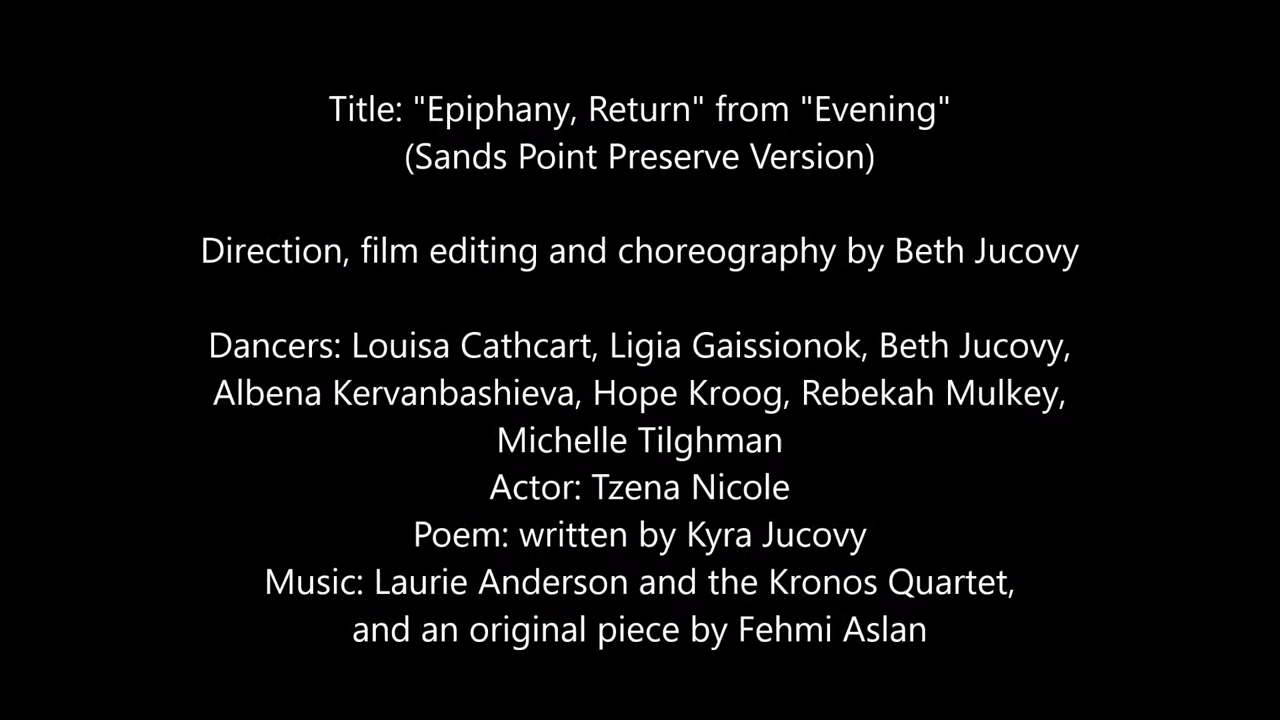 Title: "Epiphany, Return" from "Evening"
(Sands Point Preserve Version)
Direction, film editing and choreography by Beth Jucovy
Dancers: Louisa Cathcart, Ligia Gaissionok, Beth Jucovy,
Albena Kervanbashieva, Hope Kroog, Rebekah Mulkey,
Michelle Tilghman
Actor: Tzena Nicole
Poem: written by Kyra Jucovy
Music: Laurie Anderson and the Kronos Quartet,
and an original piece by Fehmi Aslan